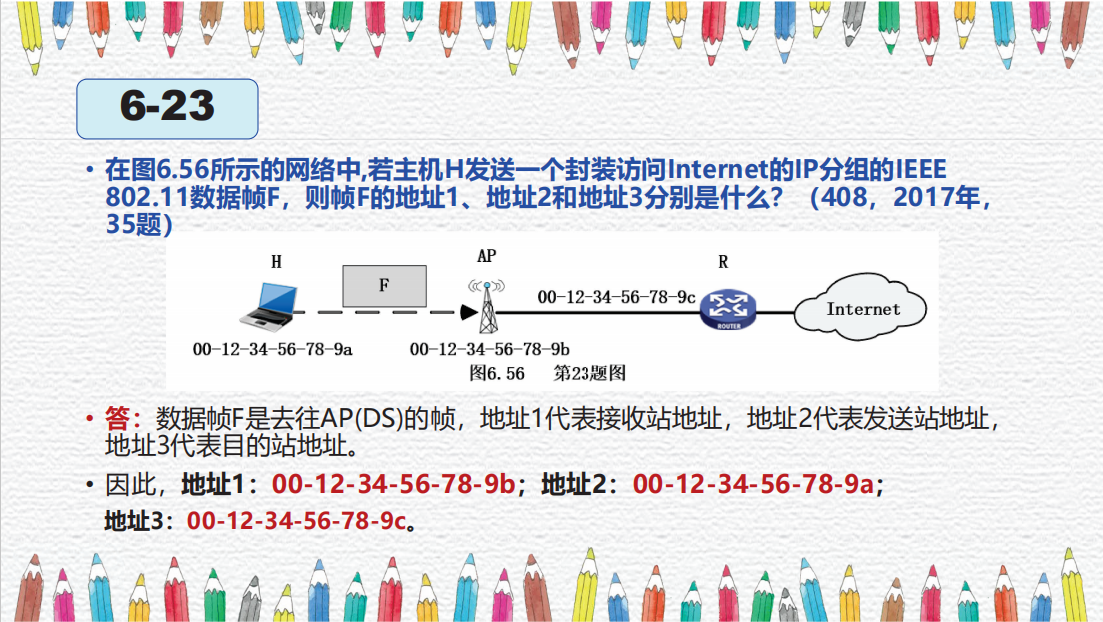 6-23
• 在图6.56所示的网络中,若主机H发送一个封装访问Internet的IP分组的IEEE
802.11数据帧F，则帧F的地址1、地址2和地址3分别是什么？（408，2017年，
35题）
H
F
AP
R
00-12-34-56-78-9c
ROUTER
Internet
00-12-34-56-78-9a
00-12-34-56-78-9b
图6.56 第23题图
• 答：数据帧F是去往AP(DS)的帧，地址1代表接收站地址，地址2代表发送站地址，
地址3代表目的站地址。
• 因此，地址1：00-12-34-56-78-9b；地址2：00-12-34-56-78-9a；
地址3：00-12-34-56-78-9c。